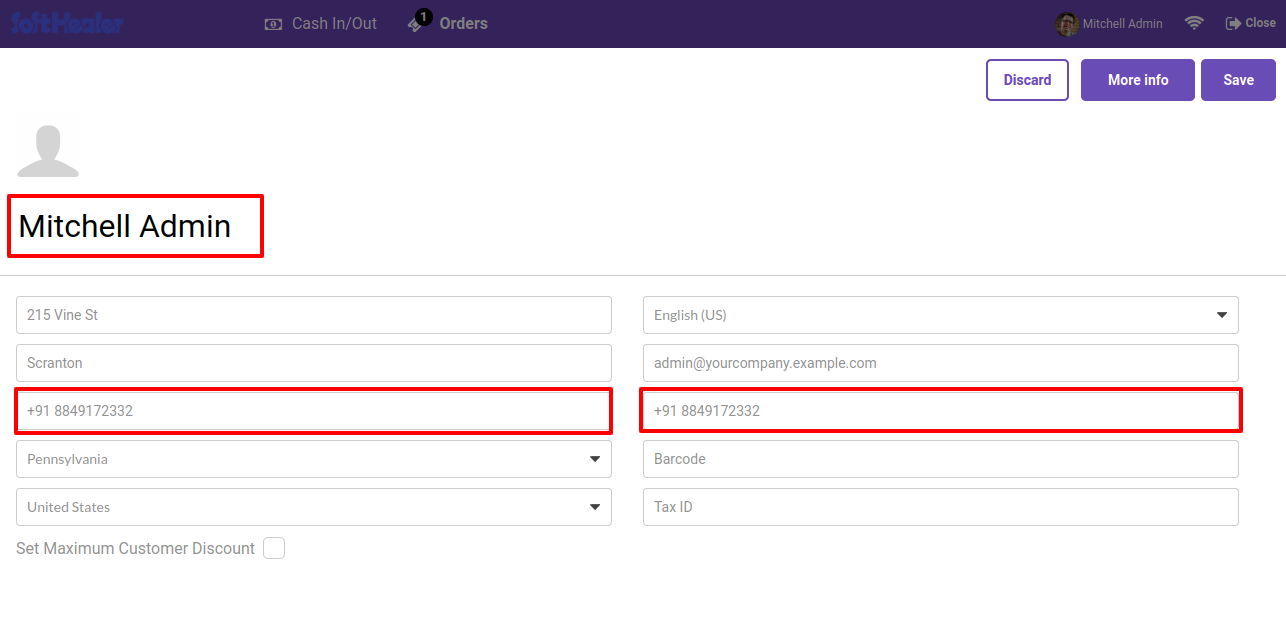 SoftHealer Cash In/Out 1 Orders Mitchell Admin Close
Discard More info Save
Mitchell Admin
215 Vine St English (US)
Scranton admin@yourcompany.example.com
+91 8849172332 +91 8849172332
Pennsylvania Barcode
United States Tax ID
Set Maximum Customer Discount